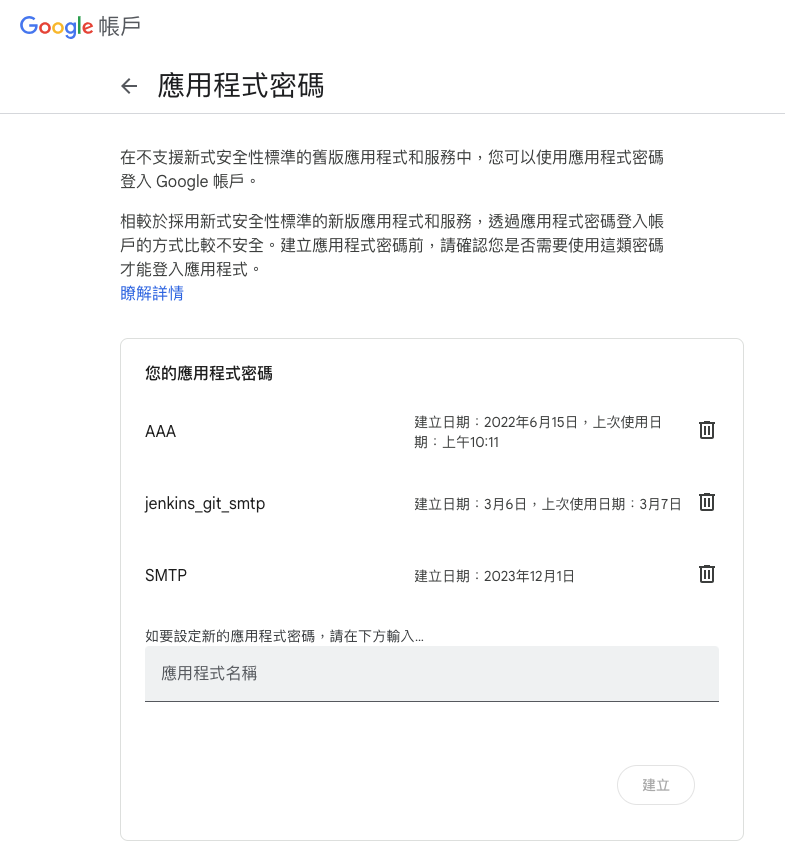 Google 帳戶
應用程式密碼
在不支援新式安全性標準的舊版應用程式和服務中，您可以使用應用程式密碼
登入 Google 帳戶。
相較於採用新式安全性標準的新版應用程式和服務，透過應用程式密碼登入帳
戶的方式比較不安全。建立應用程式密碼前，請確認您是否需要使用這類密碼
才能登入應用程式。
瞭解詳情
您的應用程式密碼
AAA
建立日期：2022年6月15日，上次使用日
期：上午10:11
jenkins_git_smtp
建立日期：3月6日，上次使用日期：3月7日
SMTP
建立日期：2023年12月1日
如要設定新的應用程式密碼，請在下方輸入...
應用程式名稱
建立